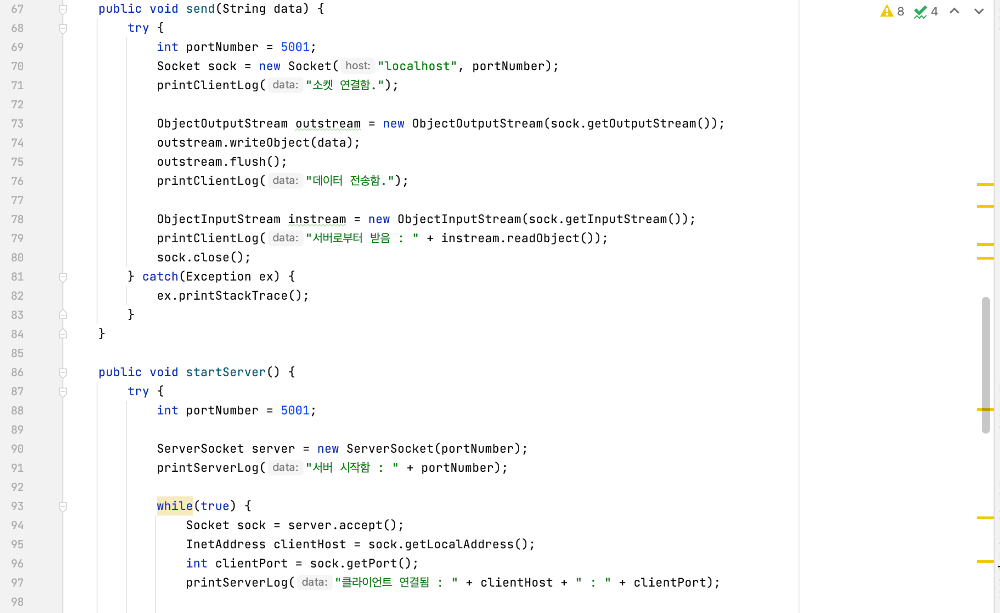 67 public void send(String data) {
⚠ 8 ✓ 4
68 try {
69 int portNumber = 5001;
70 Socket sock = new Socket( host: "localhost", portNumber);
71 printClientLog( data: "소켓 연결함.");
72
73 ObjectOutputStream outstream = new ObjectOutputStream(sock.getOutputStream());
74 outstream.writeObject(data);
75 outstream.flush();
76 printClientLog( data: "데이터 전송함.");
77
78 ObjectInputStream instream = new ObjectInputStream(sock.getInputStream());
79 printClientLog( data: "서버로부터 받음 : " + instream.readObject());
80 sock.close();
81 } catch(Exception ex) {
82 ex.printStackTrace();
83 }
84 }
85
86 public void startServer() {
87 try {
88 int portNumber = 5001;
89
90 ServerSocket server = new ServerSocket(portNumber);
91 printServerLog( data: "서버 시작함 : " + portNumber);
92
93 while(true) {
94 Socket sock = server.accept();
95 InetAddress clientHost = sock.getLocalAddress();
96 int clientPort = sock.getPort();
97 printServerLog( data: "클라이언트 연결됨 : " + clientHost + " : " + clientPort);
98